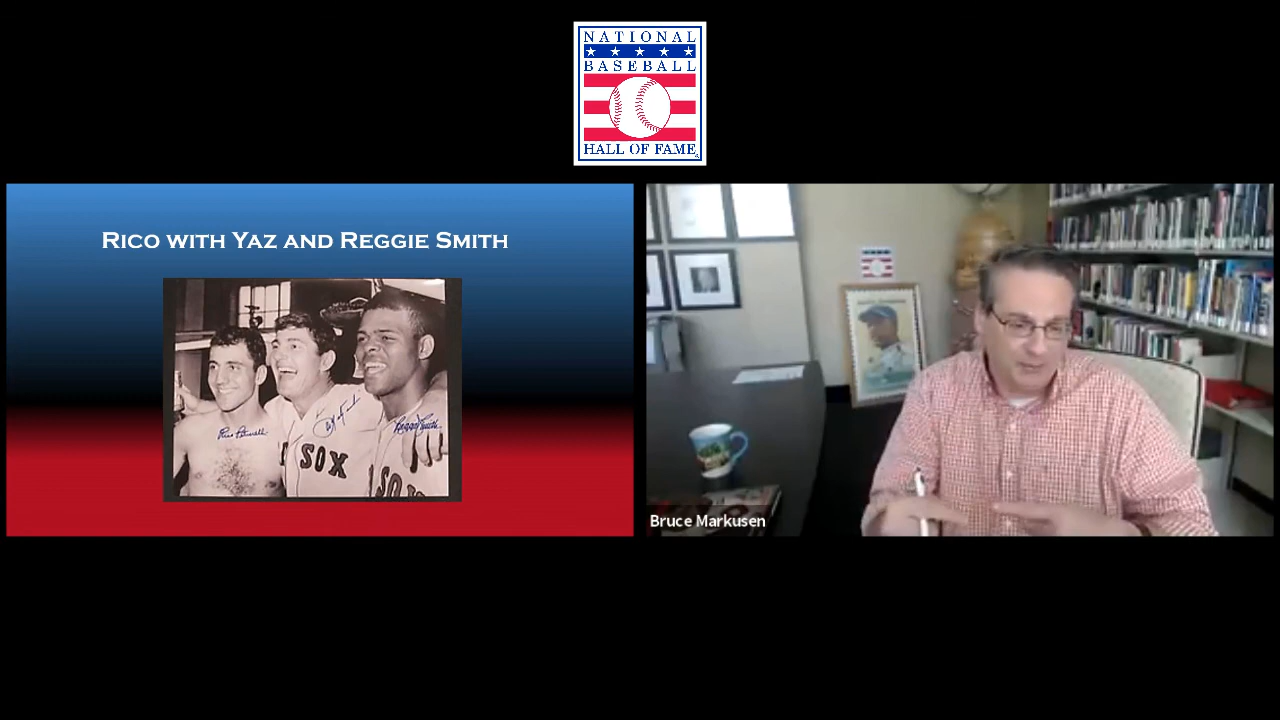 NATIONAL
BASEBALL
HALL OF FAME
RICO WITH YAZ AND REGGIE SMITH
SOX
Bruce Markusen